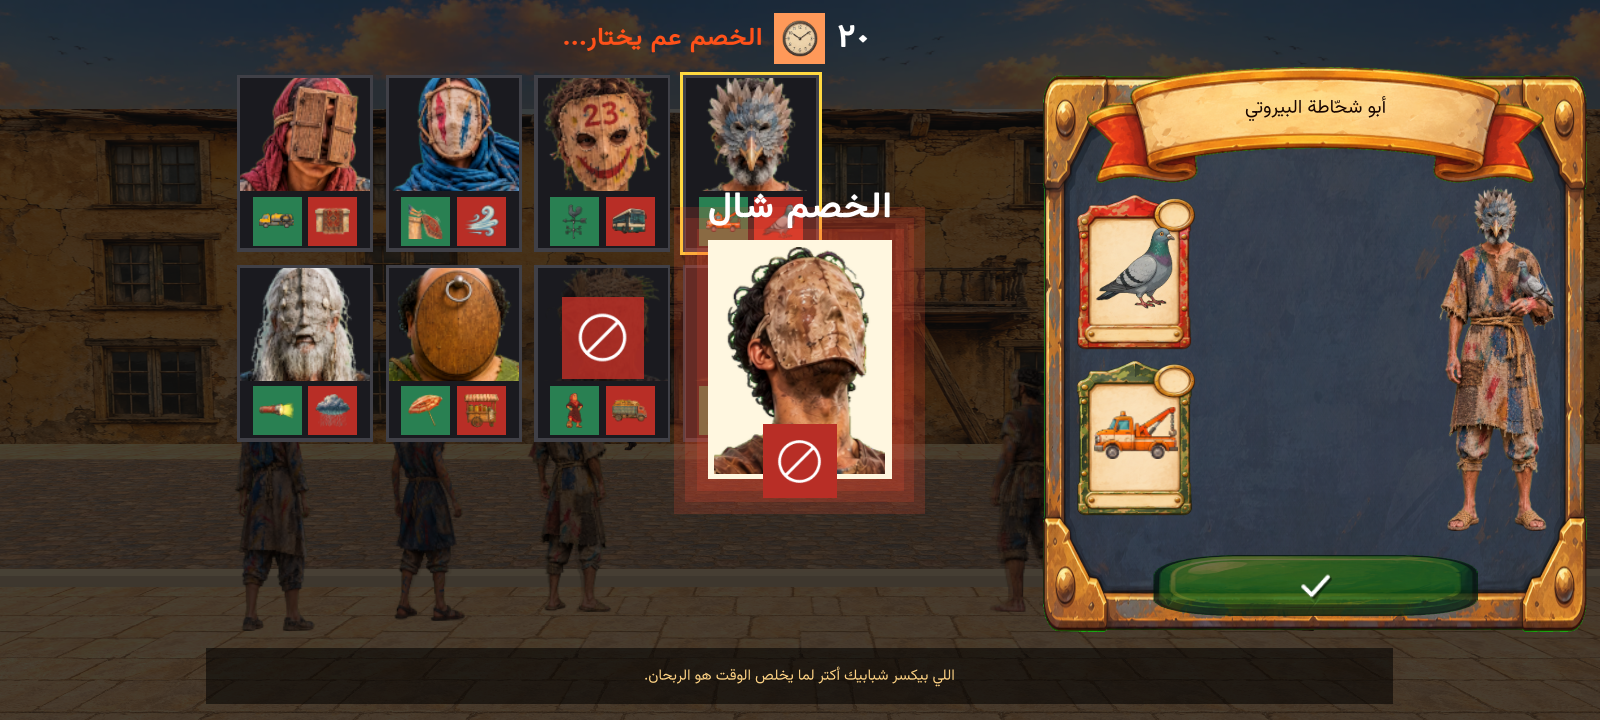 ٢٠ الخصم عم يختار...
أبو شحّاطة البيروتي
23
الخصم شال
اللي بيكسر شبابيك أكتر لما يخلص الوقت هو الربحان.